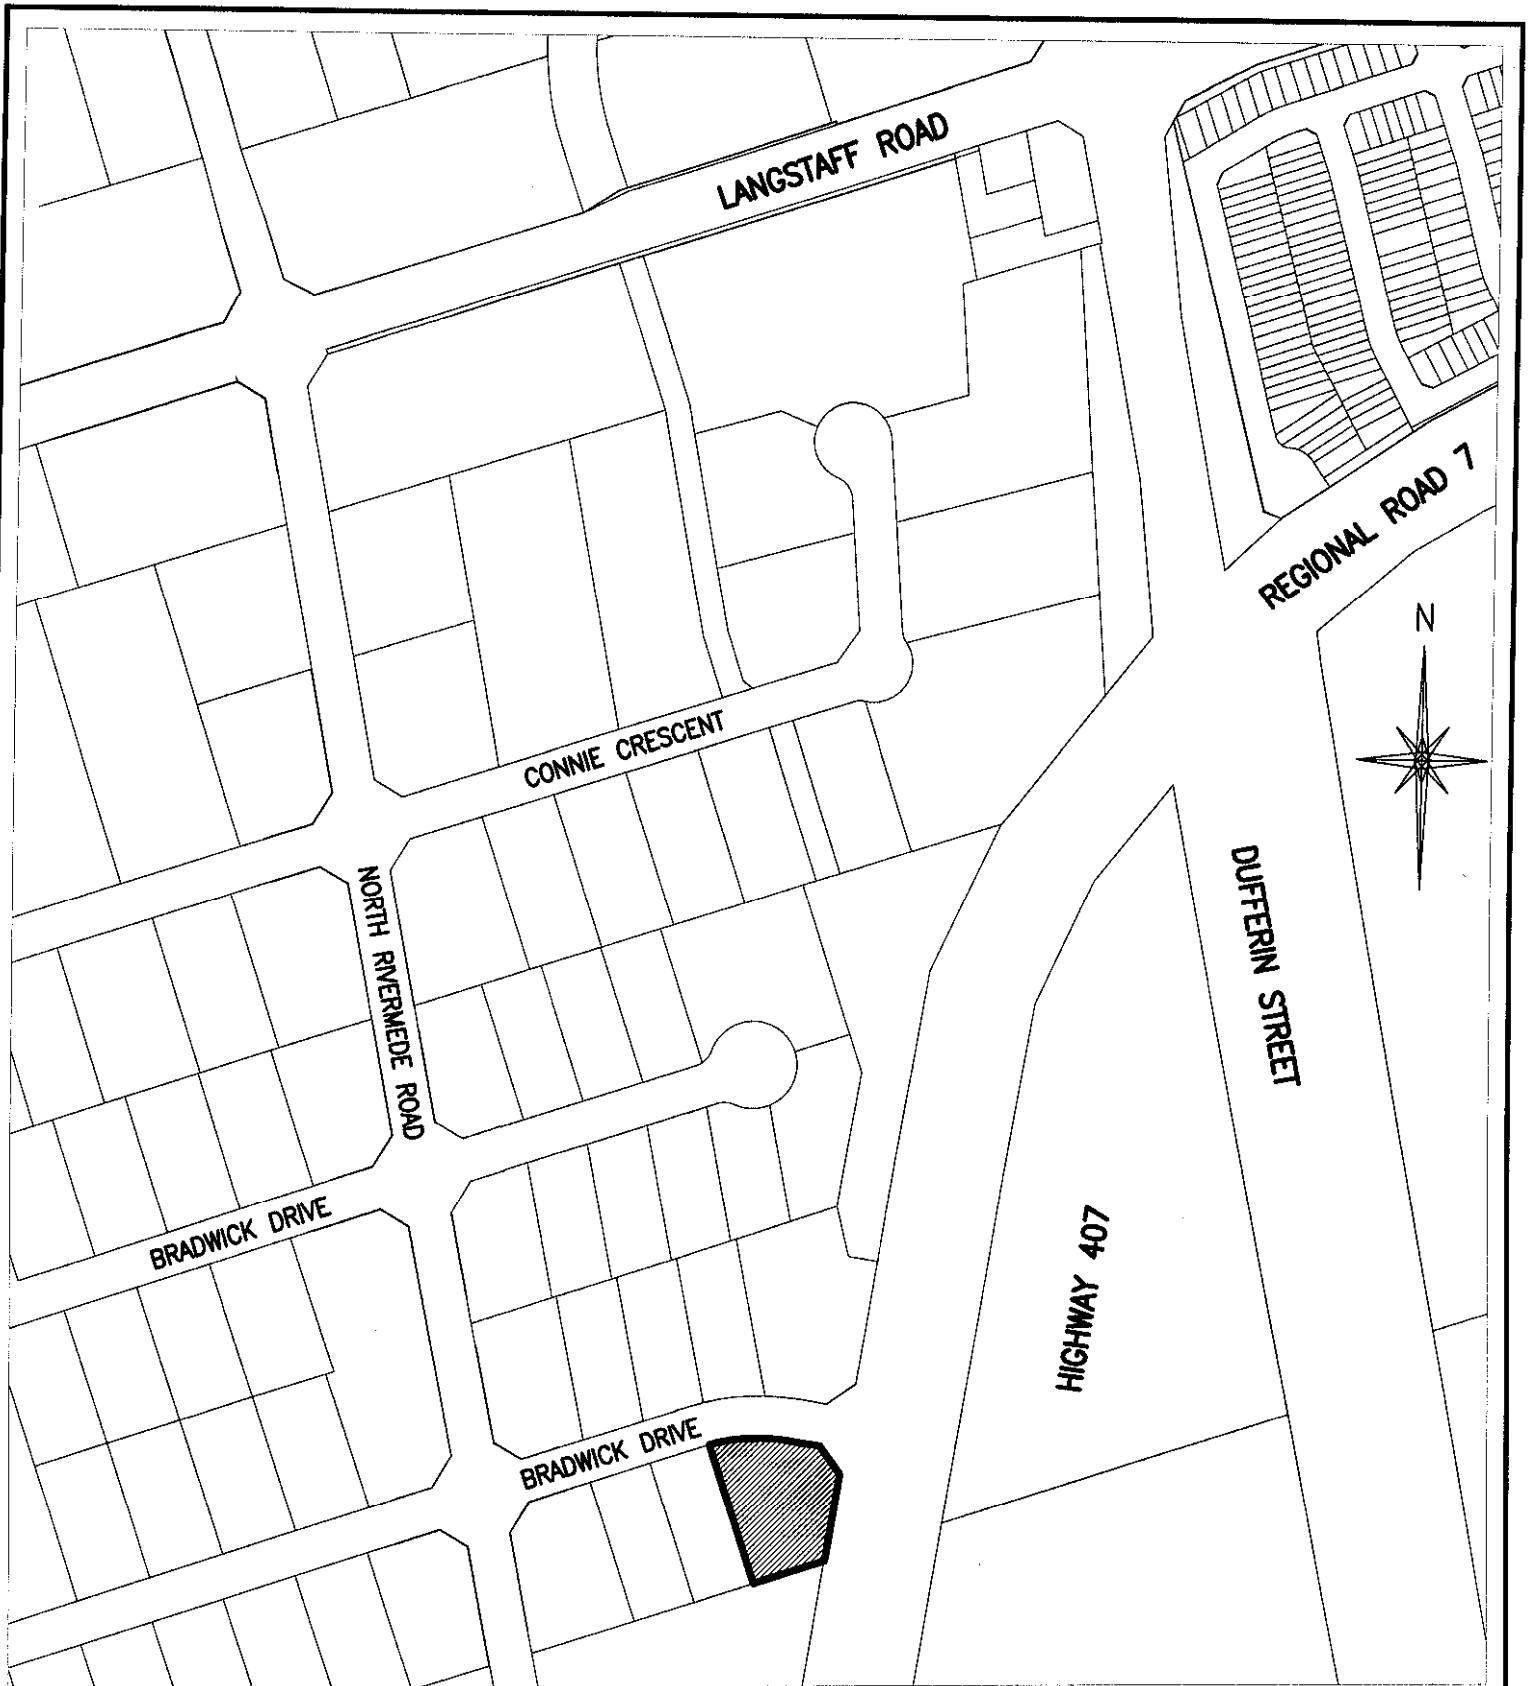 LANGSTAFF ROAD
REGIONAL ROAD 7
N
CONNIE CRESCENT
NORTH RIVERMEDE ROAD
DUFFERIN STREET
BRADWICK DRIVE
HIGHWAY 407
BRADWICK DRIVE